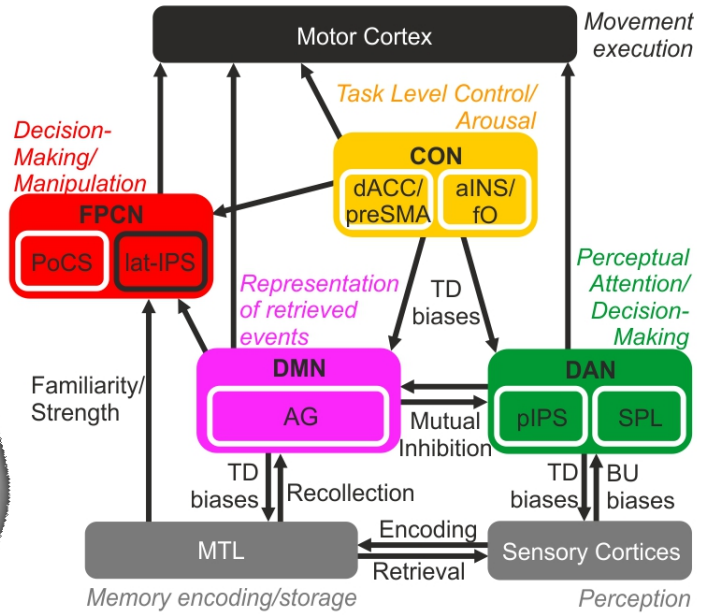 Motor Cortex
Movement
execution
Task Level Control/
Arousal
Decision-
Making/
Manipulation
CON
dACC/
preSMA
aINS/
fO
FPCN
PoCS
lat-IPS
Representation
of retrieved
events
TD
biases
Perceptual
Attention/
Decision-
Making
DMN
AG
DAN
pIPS
SPL
Familiarity/
Strength
Mutual
Inhibition
TD
biases
Recollection
TD
biases
BU
biases
MTL
Encoding
Retrieval
Sensory Cortices
Memory encoding/storage
Perception